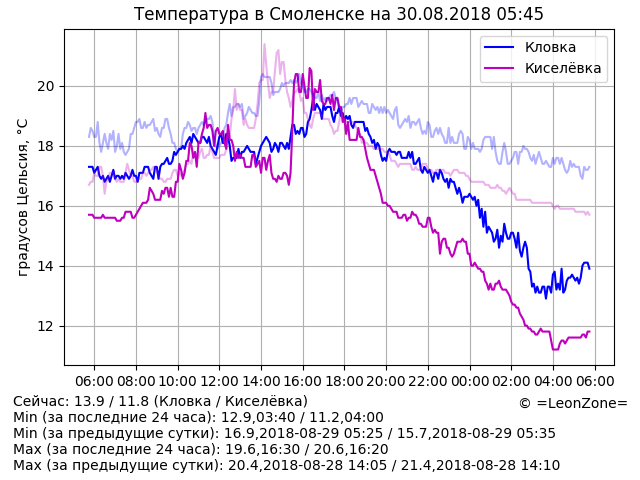 Температура в Смоленске на 30.08.2018 05:45
Кловка
Киселёвка
градусов Цельсия, °C
20
18
16
14
12
06:00 08:00 10:00 12:00 14:00 16:00 18:00 20:00 22:00 00:00 02:00 04:00 06:00
Сейчас: 13.9 / 11.8 (Кловка / Киселёвка)
© =LeonZone=
Min (за последние 24 часа): 12.9,03:40 / 11.2,04:00
Min (за предыдущие сутки): 16.9,2018-08-29 05:25 / 15.7,2018-08-29 05:35
Max (за последние 24 часа): 19.6,16:30 / 20.6,16:20
Max (за предыдущие сутки): 20.4,2018-08-28 14:05 / 21.4,2018-08-28 14:10